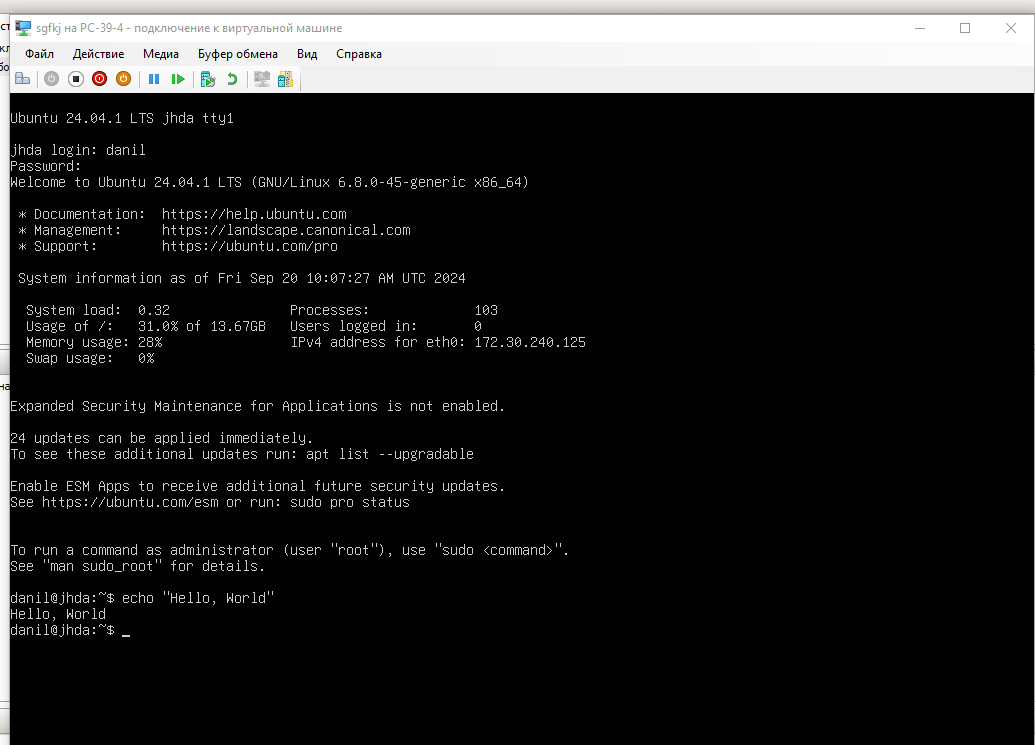 sgfkj на PC-39-4 - подключение к виртуальной машине
Файл Действие Медиа Буфер обмена Вид Справка
Ubuntu 24.04.1 LTS jhda tty1
jhda login: danil
Password:
Welcome to Ubuntu 24.04.1 LTS (GNU/Linux 6.8.0-45-generic x86_64)
* Documentation: https://help.ubuntu.com
* Management: https://landscape.canonical.com
* Support: https://ubuntu.com/pro
System information as of Fri Sep 20 10:07:27 AM UTC 2024
System load: 0.32 Processes: 103
Usage of /: 31.0% of 13.67GB Users logged in: 0
Memory usage: 28% IPv4 address for eth0: 172.30.240.125
Swap usage: 0%
Expanded Security Maintenance for Applications is not enabled.
24 updates can be applied immediately.
To see these additional updates run: apt list --upgradable
Enable ESM Apps to receive additional future security updates.
See https://ubuntu.com/esm or run: sudo pro status
To run a command as administrator (user "root"), use "sudo <command>".
See "man sudo_root" for details.
danil@jhda:~$ echo "Hello, World"
Hello, World
danil@jhda:~$ _